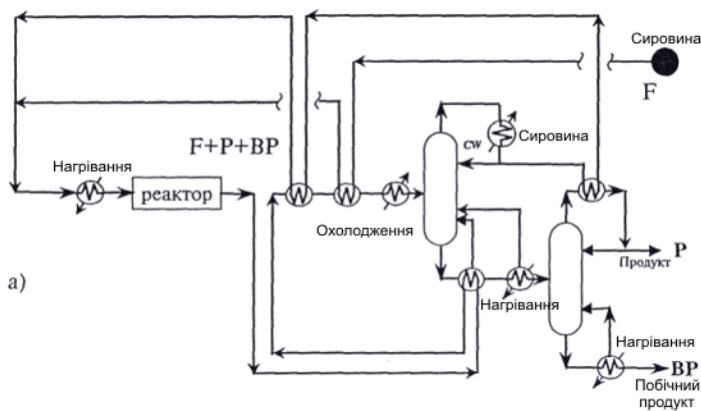 Сировина
F
F+P+BP
Сировина
cw
Нагрівання
реактор
Охолодження
P
Продукт
а)
Нагрівання
Нагрівання
BP
Побічний
продукт